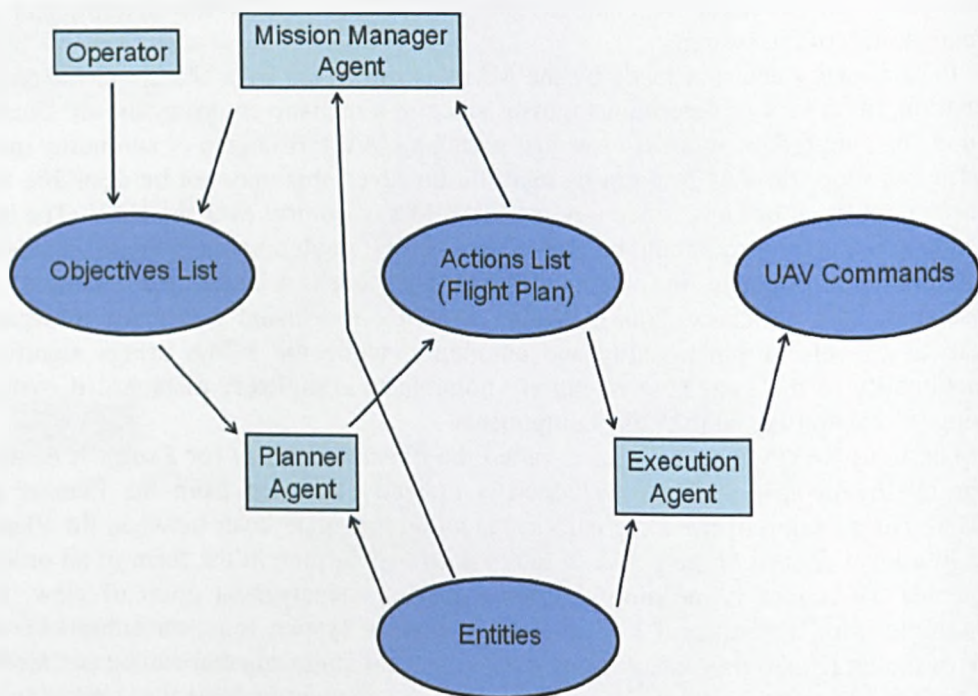 Operator
Mission Manager
Agent
Objectives List
Actions List
(Flight Plan)
UAV Commands
Planner
Agent
Execution
Agent
Entities